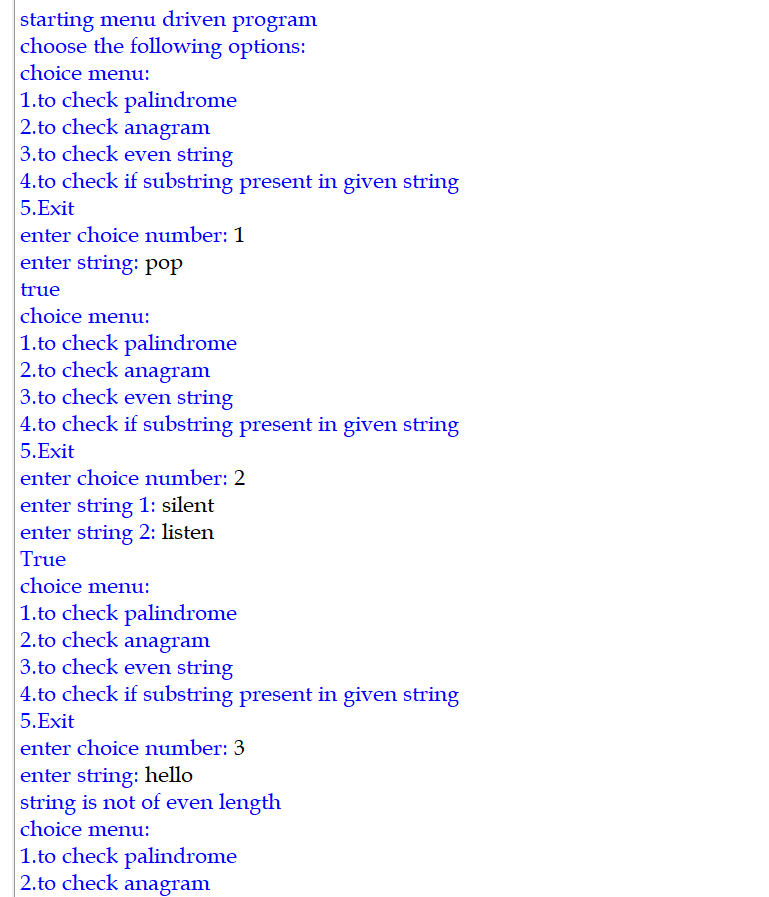 starting menu driven program
choose the following options:
choice menu:
1.to check palindrome
2.to check anagram
3.to check even string
4.to check if substring present in given string
5.Exit
enter choice number: 1
enter string: pop
true
choice menu:
1.to check palindrome
2.to check anagram
3.to check even string
4.to check if substring present in given string
5.Exit
enter choice number: 2
enter string 1: silent
enter string 2: listen
True
choice menu:
1.to check palindrome
2.to check anagram
3.to check even string
4.to check if substring present in given string
5.Exit
enter choice number: 3
enter string: hello
string is not of even length
choice menu:
1.to check palindrome
2.to check anagram